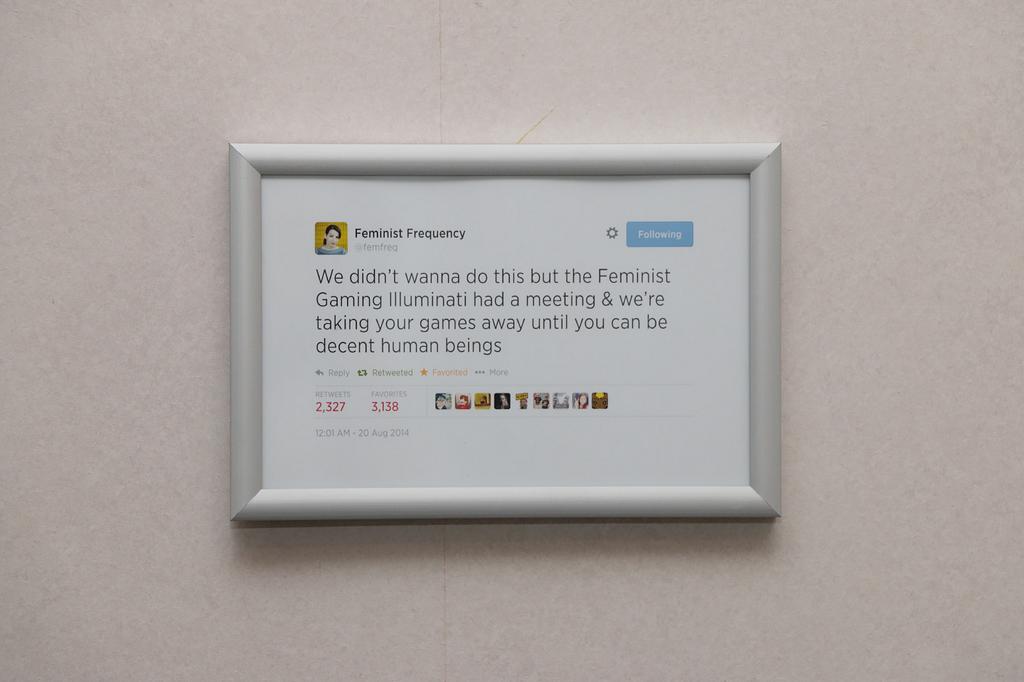 Feminist Frequency
@femfreq
Following
We didn't wanna do this but the Feminist
Gaming Illuminati had a meeting & we're
taking your games away until you can be
decent human beings
Reply Retweeted Favorited More
RETWEETS FAVORITES
2,327 3,138
12:01 AM - 20 Aug 2014